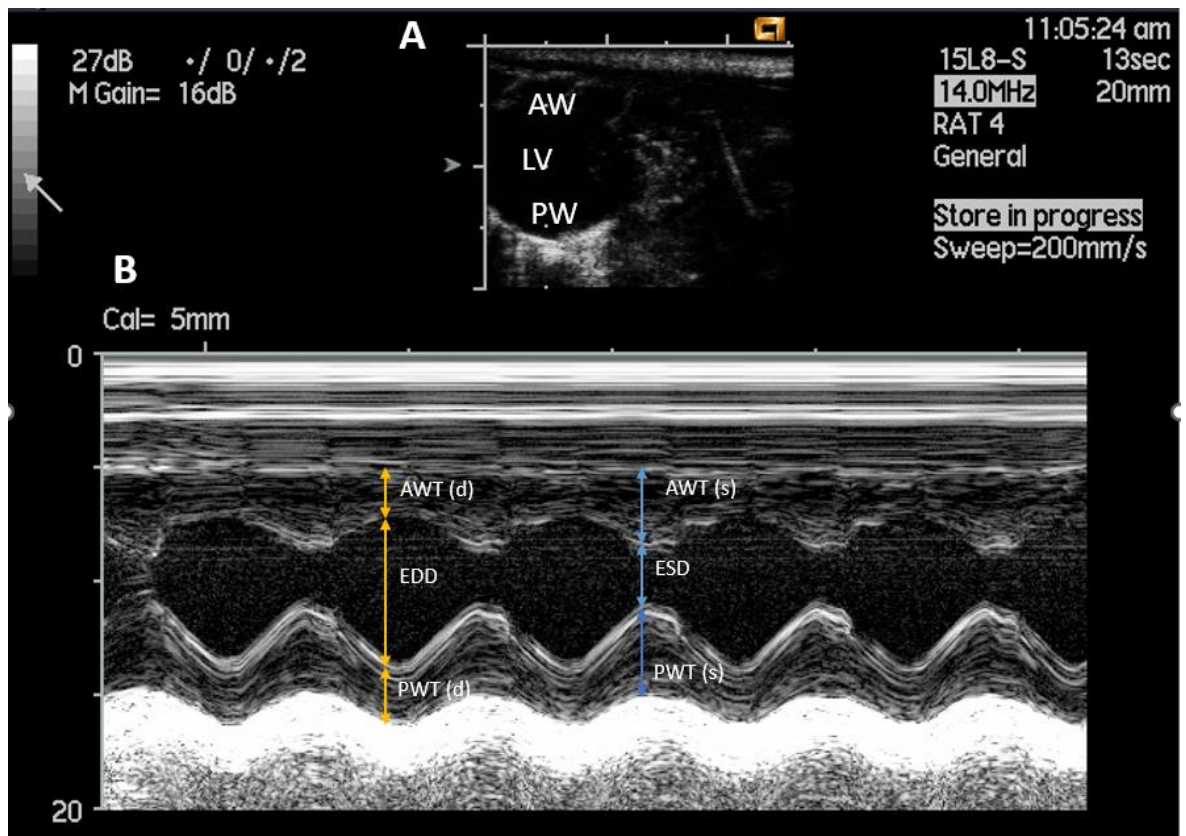 A
11:05:24 am
27dB ·/ 0/ ·/2
M Gain= 16dB
15L8-S 13sec
14.0MHz 20mm
RAT 4
General
Store in progress
Sweep=200mm/s
AW
LV
PW
B
Cal= 5mm
0
AWT (d)
AWT (s)
EDD
ESD
PWT (d)
PWT (s)
20